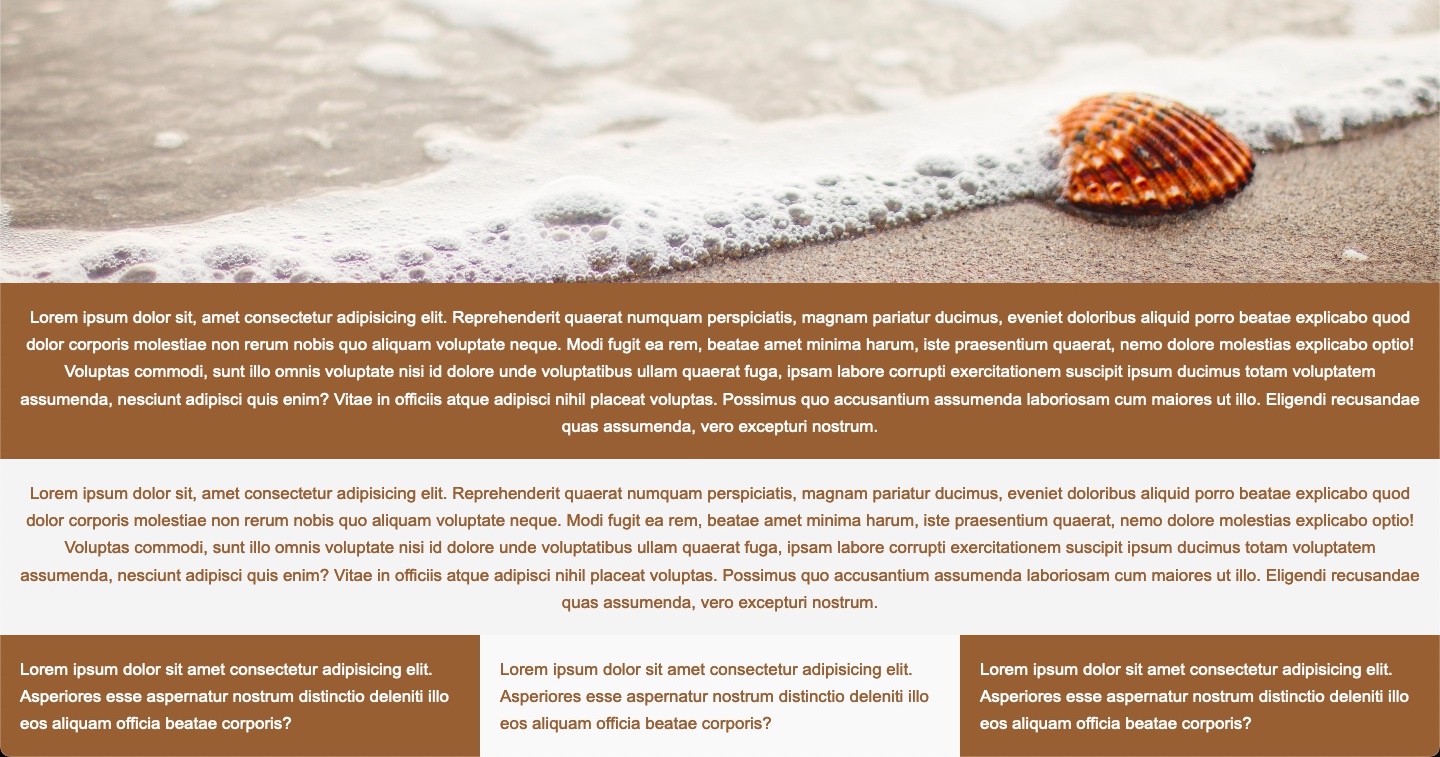 Lorem ipsum dolor sit, amet consectetur adipisicing elit. Reprehenderit quaerat numquam perspiciatis, magnam pariatur ducimus, eveniet doloribus aliquid porro beatae explicabo quod
dolor corporis molestiae non rerum nobis quo aliquam voluptate neque. Modi fugit ea rem, beatae amet minima harum, iste praesentium quaerat, nemo dolore molestias explicabo optio!
Voluptas commodi, sunt illo omnis voluptate nisi id dolore unde voluptatibus ullam quaerat fuga, ipsam labore corrupti exercitationem suscipit ipsum ducimus totam voluptatem
assumenda, nesciunt adipisci quis enim? Vitae in officiis atque adipisci nihil placeat voluptas. Possimus quo accusantium assumenda laboriosam cum maiores ut illo. Eligendi recusandae
quas assumenda, vero excepturi nostrum.
Lorem ipsum dolor sit, amet consectetur adipisicing elit. Reprehenderit quaerat numquam perspiciatis, magnam pariatur ducimus, eveniet doloribus aliquid porro beatae explicabo quod
dolor corporis molestiae non rerum nobis quo aliquam voluptate neque. Modi fugit ea rem, beatae amet minima harum, iste praesentium quaerat, nemo dolore molestias explicabo optio!
Voluptas commodi, sunt illo omnis voluptate nisi id dolore unde voluptatibus ullam quaerat fuga, ipsam labore corrupti exercitationem suscipit ipsum ducimus totam voluptatem
assumenda, nesciunt adipisci quis enim? Vitae in officiis atque adipisci nihil placeat voluptas. Possimus quo accusantium assumenda laboriosam cum maiores ut illo. Eligendi recusandae
quas assumenda, vero excepturi nostrum.
Lorem ipsum dolor sit amet consectetur adipisicing elit.
Asperiores esse aspernatur nostrum distinctio deleniti illo
eos aliquam officia beatae corporis?
Lorem ipsum dolor sit amet consectetur adipisicing elit.
Asperiores esse aspernatur nostrum distinctio deleniti illo
eos aliquam officia beatae corporis?
Lorem ipsum dolor sit amet consectetur adipisicing elit.
Asperiores esse aspernatur nostrum distinctio deleniti illo
eos aliquam officia beatae corporis?